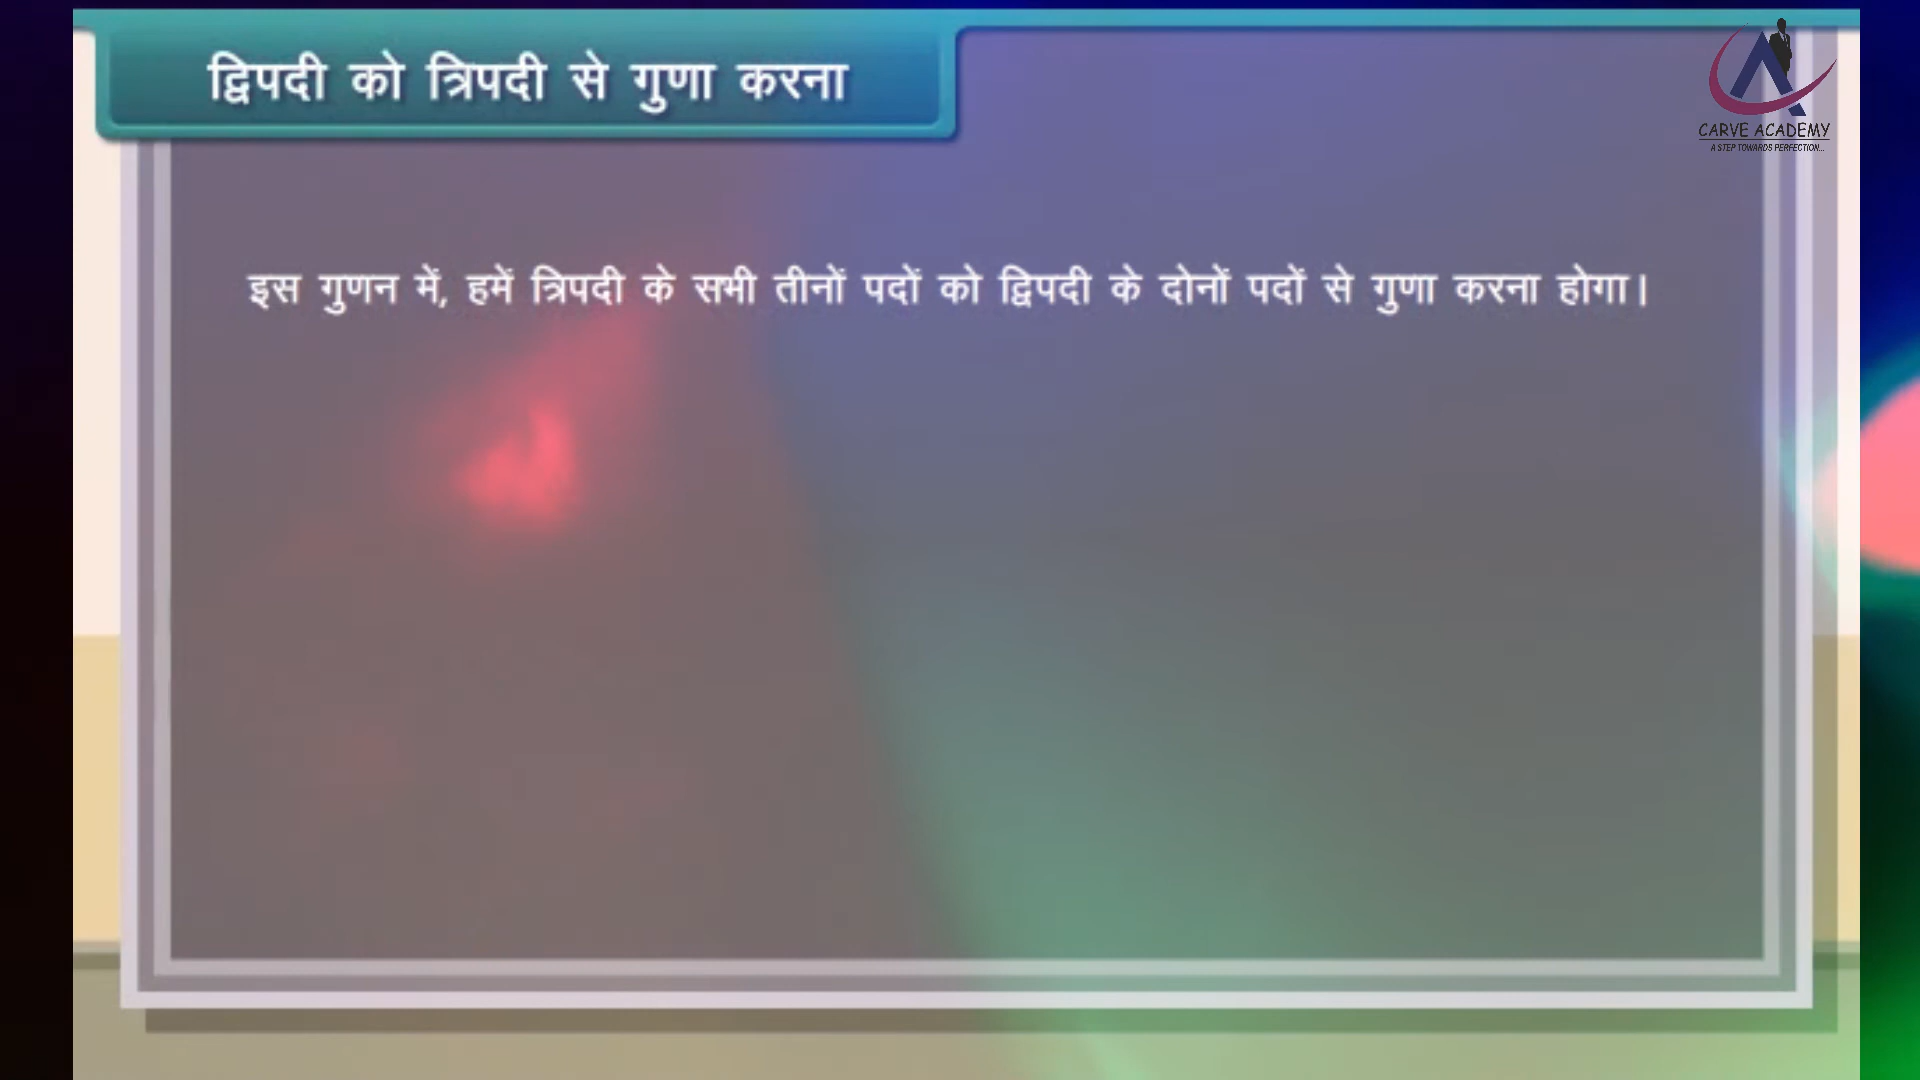 द्विपदी को त्रिपदी से गुणा करना
CARVE ACADEMY
A STEP TOWARDS PERFECTION...
इस गुणन में, हमें त्रिपदी के सभी तीनों पदों को द्विपदी के दोनों पदों से गुणा करना होगा।